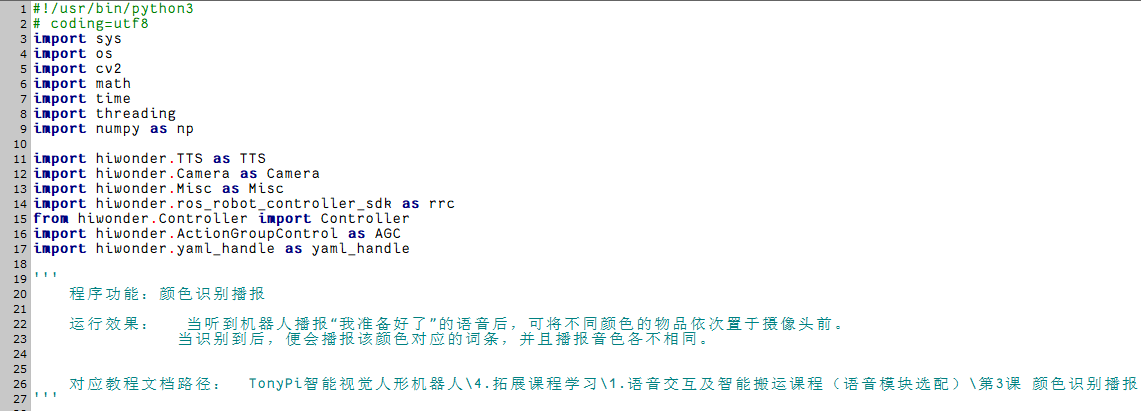 1 #!/usr/bin/python3
2 # coding=utf8
3 import sys
4 import os
5 import cv2
6 import math
7 import time
8 import threading
9 import numpy as np
10
11 import hiwonder.TTS as TTS
12 import hiwonder.Camera as Camera
13 import hiwonder.Misc as Misc
14 import hiwonder.ros_robot_controller_sdk as rrc
15 from hiwonder.Controller import Controller
16 import hiwonder.ActionGroupControl as AGC
17 import hiwonder.yaml_handle as yaml_handle
18
19 '''
20 程序功能：颜色识别播报
21
22 运行效果： 当听到机器人播报“我准备好了”的语音后，可将不同颜色的物品依次置于摄像头前。
23 当识别到后，便会播报该颜色对应的词条，并且播报音色各不相同。
24
25
26 对应教程文档路径： TonyPi智能视觉人形机器人\4.拓展课程学习\1.语音交互及智能搬运课程（语音模块选配）\第3课 颜色识别播报
27 '''